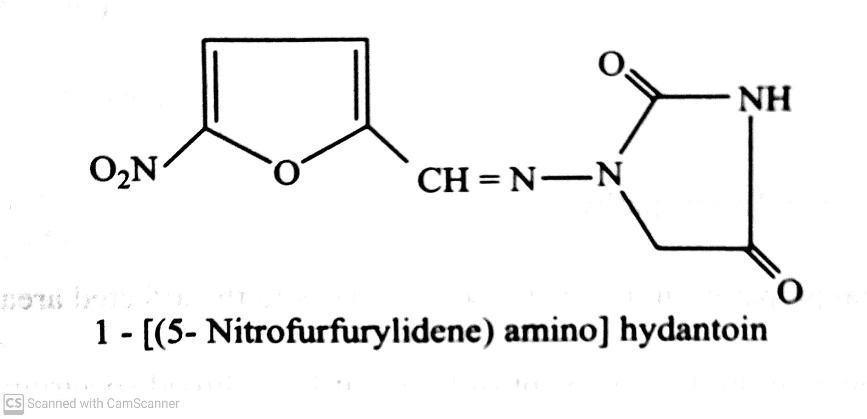 O
NH
O₂N
O
CH = N — N
O
1 - [(5- Nitrofurfurylidene) amino] hydantoin
CS Scanned with CamScanner